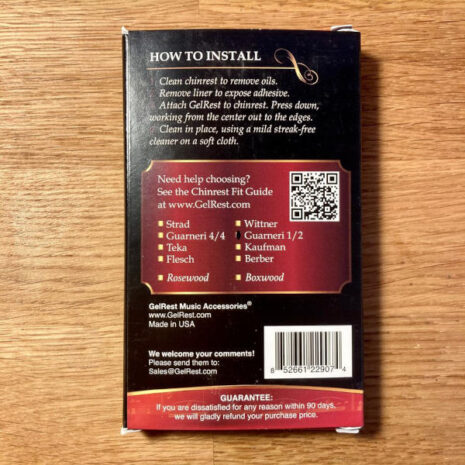 HOW TO INSTALL
Clean chinrest to remove oils.
Remove liner to expose adhesive.
Attach GelRest to chinrest. Press down,
working from the center out to the edges.
Clean in place, using a mild streak-free
cleaner on a soft cloth.
Need help choosing?
See the Chinrest Fit Guide
at www.GelRest.com
Strad
Guarneri 4/4
Teka
Flesch
Rosewood
Wittner
Guarneri 1/2
Kaufman
Berber
Boxwood
GelRest Music Accessories®
www.GelRest.com
Made in USA
We welcome your comments!
Please send them to:
Sales@GelRest.com
8 52661 22907 4
GUARANTEE:
If you are dissatisfied for any reason within 90 days,
we will gladly refund your purchase price.